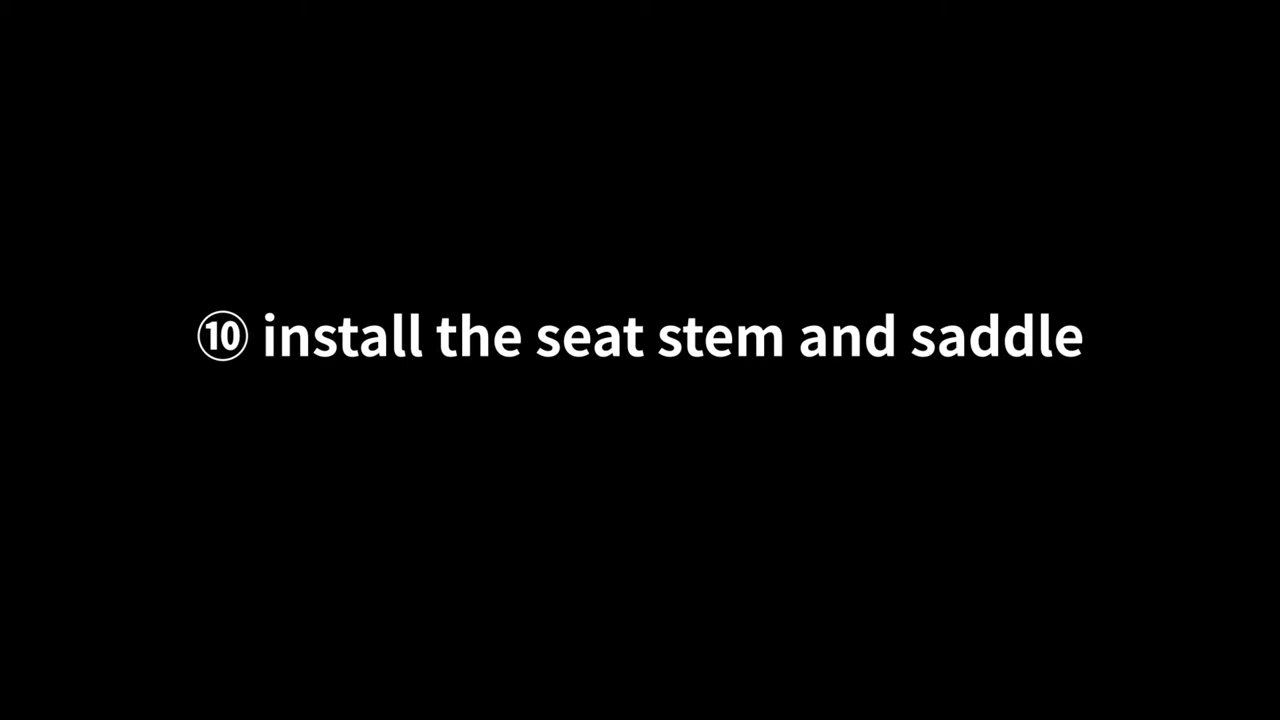 ⑩ install the seat stem and saddle